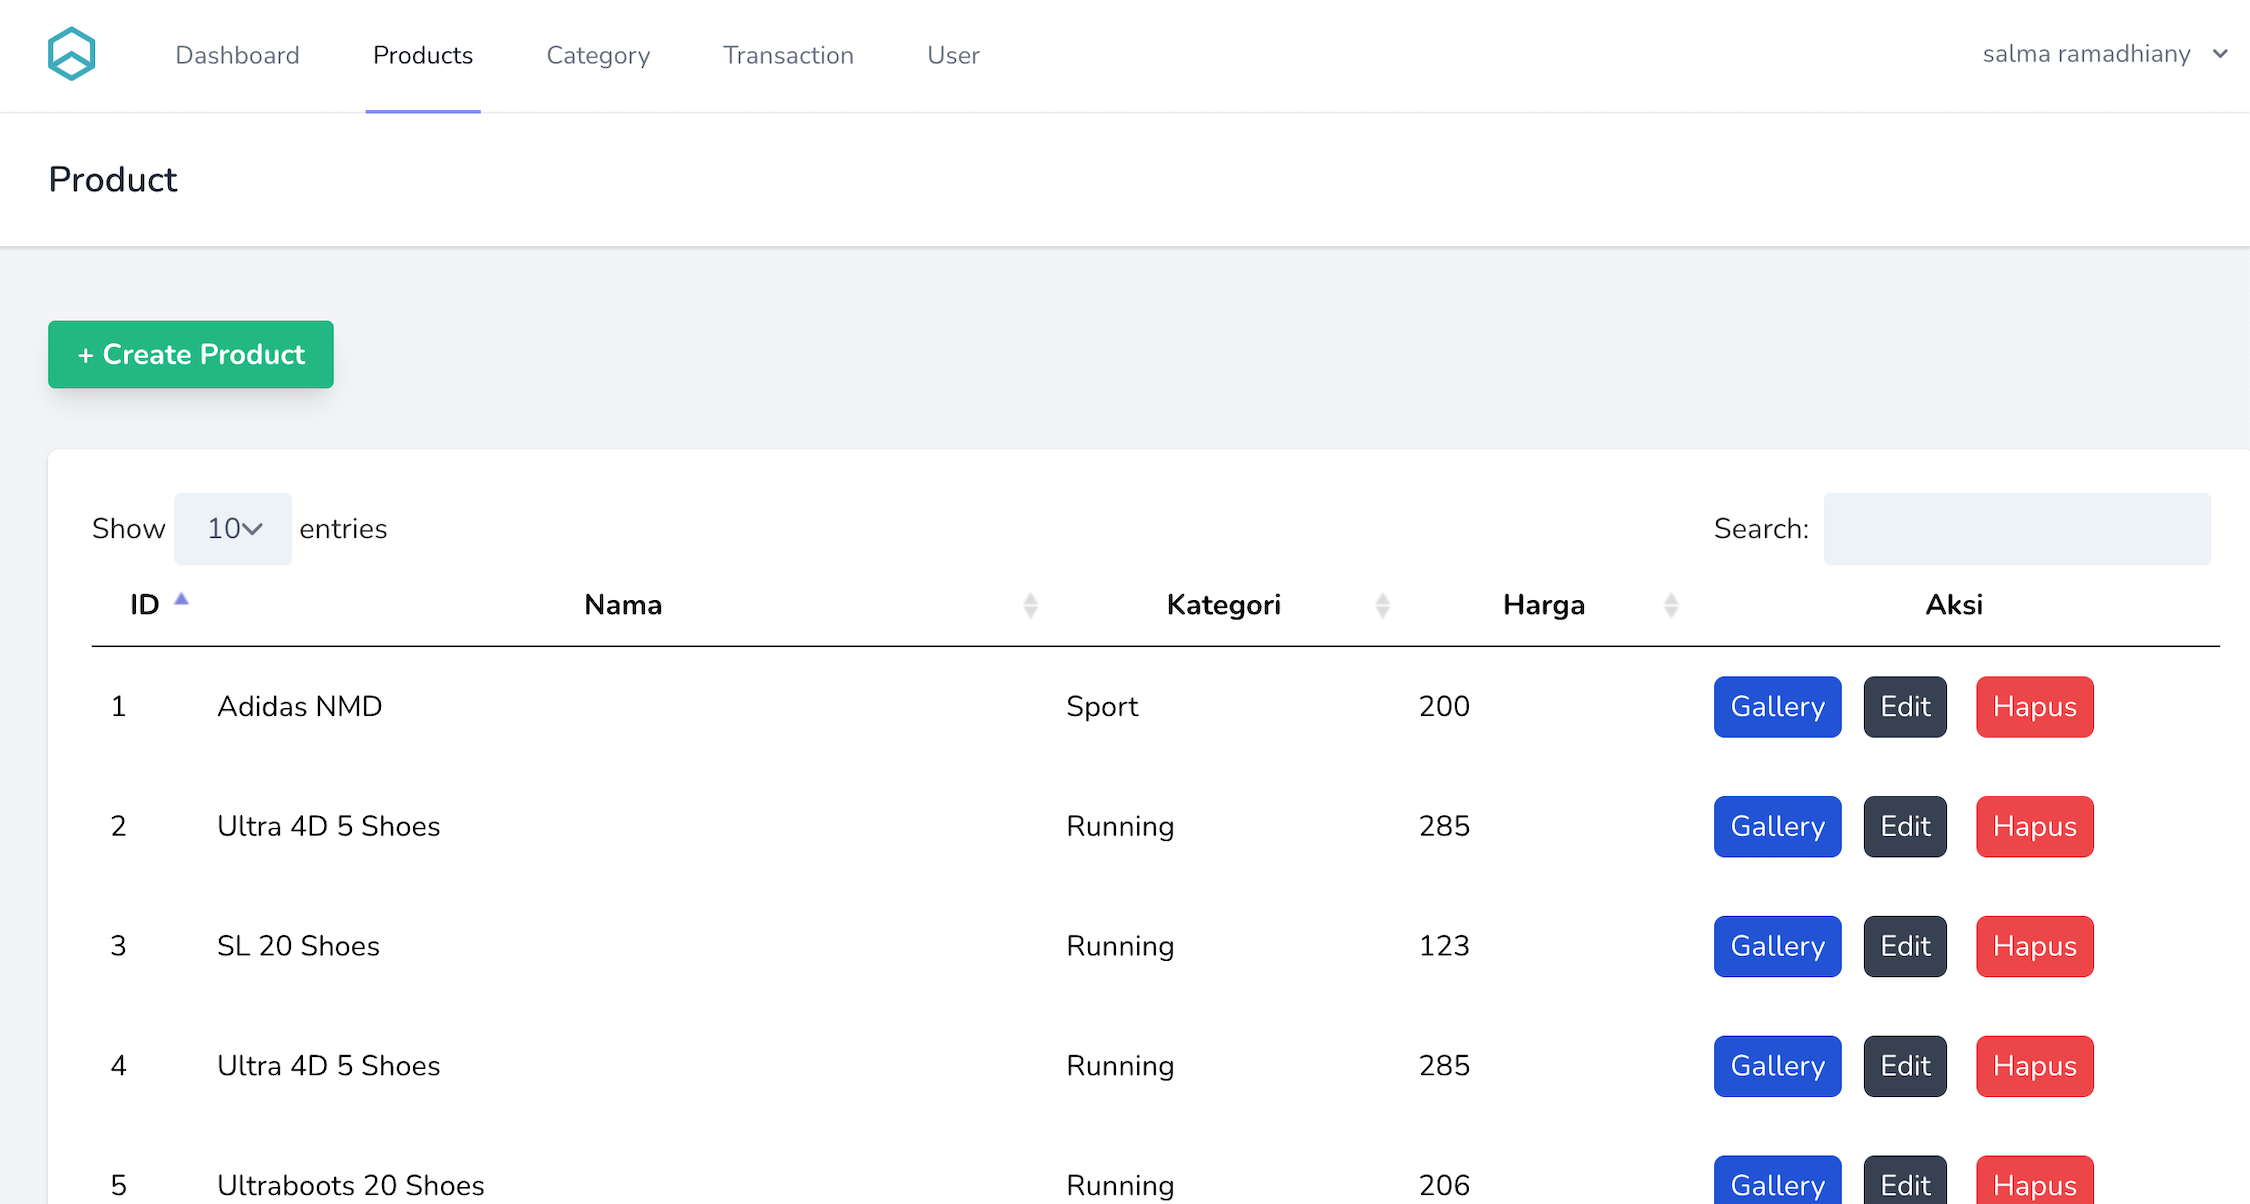 Dashboard Products Category Transaction User salma ramadhiany
Product
+ Create Product
Show 10 entries Search:
ID Nama Kategori Harga Aksi
1 Adidas NMD Sport 200 Gallery Edit Hapus
2 Ultra 4D 5 Shoes Running 285 Gallery Edit Hapus
3 SL 20 Shoes Running 123 Gallery Edit Hapus
4 Ultra 4D 5 Shoes Running 285 Gallery Edit Hapus
5 Ultraboots 20 Shoes Running 206 Gallery Edit Hapus